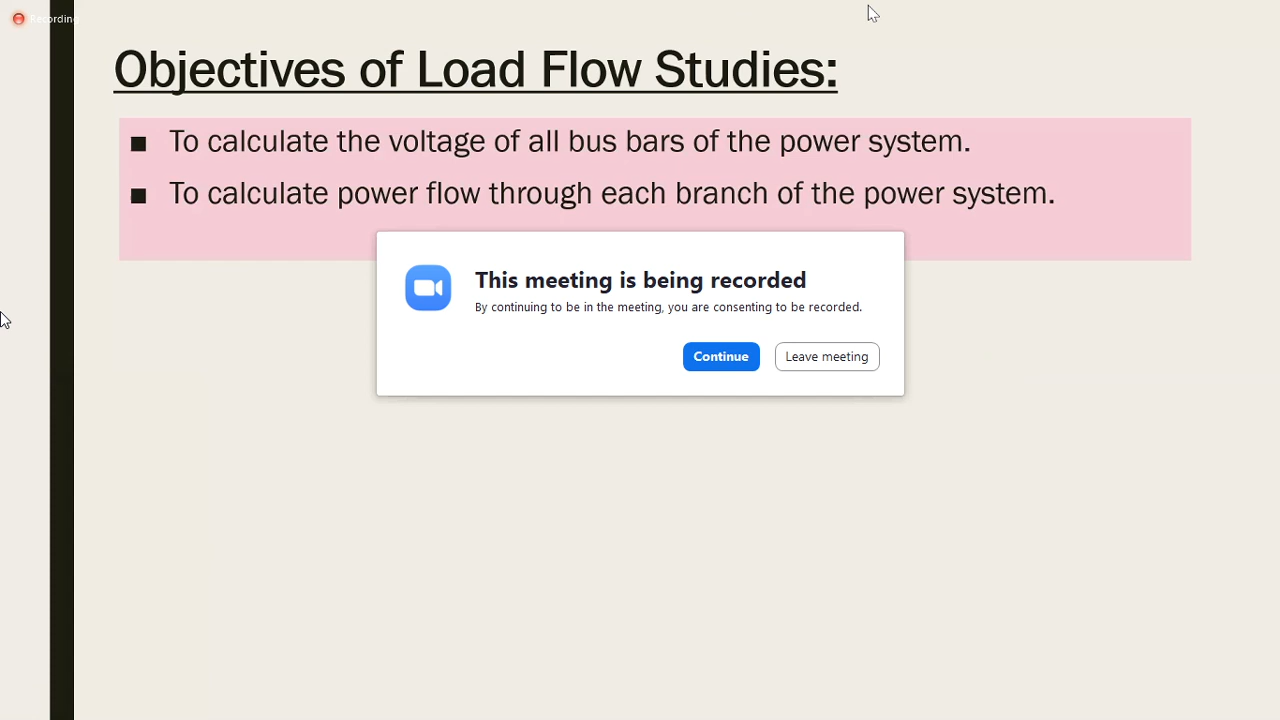 Recording
Objectives of Load Flow Studies:
■ To calculate the voltage of all bus bars of the power system.
■ To calculate power flow through each branch of the power system.
This meeting is being recorded
By continuing to be in the meeting, you are consenting to be recorded.
Continue Leave meeting